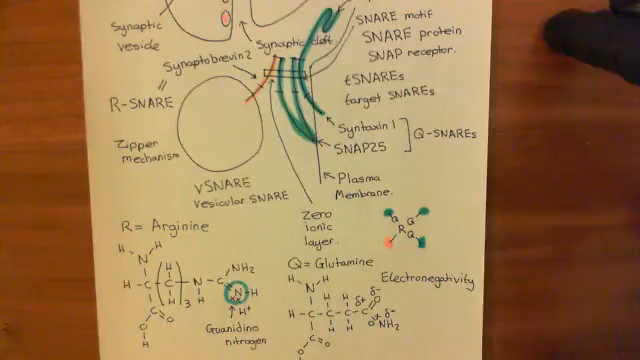 Synaptic
vesicle
Synaptic cleft.
SNARE motif
SNARE protein
SNAP receptor.
Synaptobrevin 2
tSNAREs
target SNAREs
=
R-SNARE
Syntaxin 1
SNAP25
Q-SNAREs
Zipper
mechanism
vSNARE
Vesicular SNARE
Plasma
Membrane.
Zero
ionic
layer.
Q Q
R Q
R = Arginine
H H
N
H - C - ( C )3 - N - C
H
H
H
NH2
N - H
H+
C = O
O
H
Guanidino
nitrogen
Q = Glutamine
Electronegativity
H H
N
H H
H - C - C - C - C
H H
δ+
O
δ-
δ-
NH2
C = O
O
H